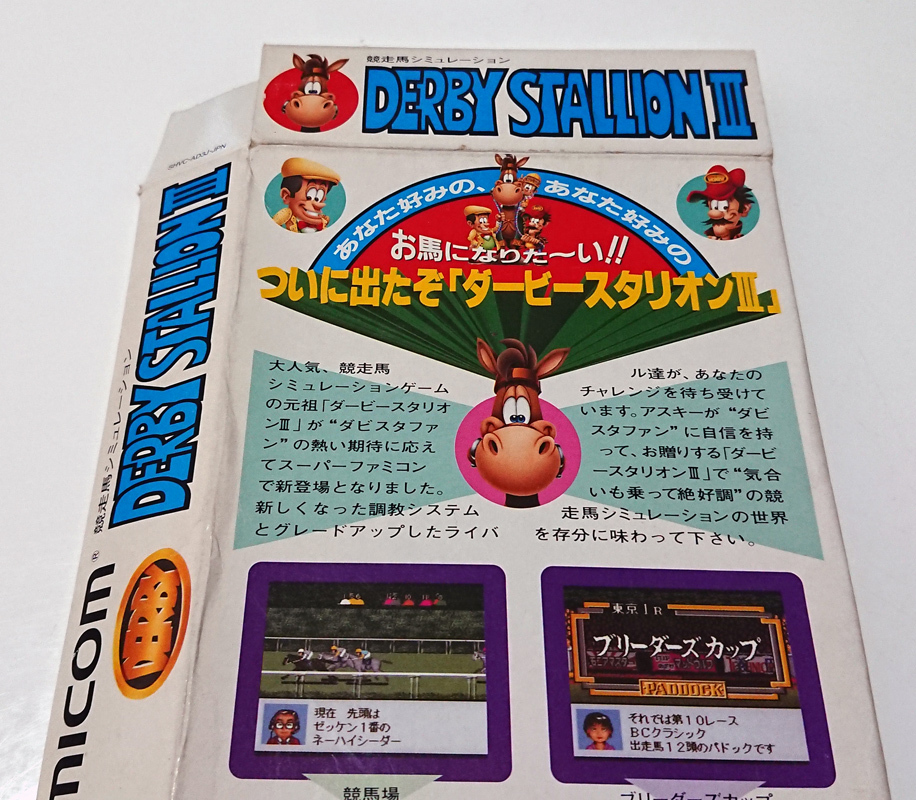 競走馬シミュレーション
DERBY STALLION III
SHVC-AD3J-JPN
あなた好みの、あなた好みの
お馬になりた〜い!!
ついに出たぞ「ダービースタリオンⅢ」
大人気、競走馬
シミュレーションゲーム
の元祖「ダービースタリオ
ンⅢ」が“ダビスタファ
ン”の熱い期待に応え
てスーパーファミコン
で新登場となりました。
新しくなった調教システム
とグレードアップしたライバ
ル達が、あなたの
チャレンジを待ち受けて
います。アスキーが“ダビ
スタファン”に自信を持
って、お贈りする「ダービ
ースタリオンⅢ」で“気合
いも乗って絶好調”の競
走馬シミュレーションの世界
を存分に味わって下さい。
現在 先頭は
ゼッケン1番の
ネーハイシーダー
競馬場
東京1R
ブリーダーズカップ
PADDOCK
それでは第10レース
BCクラシック
出走馬12頭のパドックです
ブリーダーズカップ
競走馬シミュレーション
DERBY STALLION III
DERBY
MICOM®